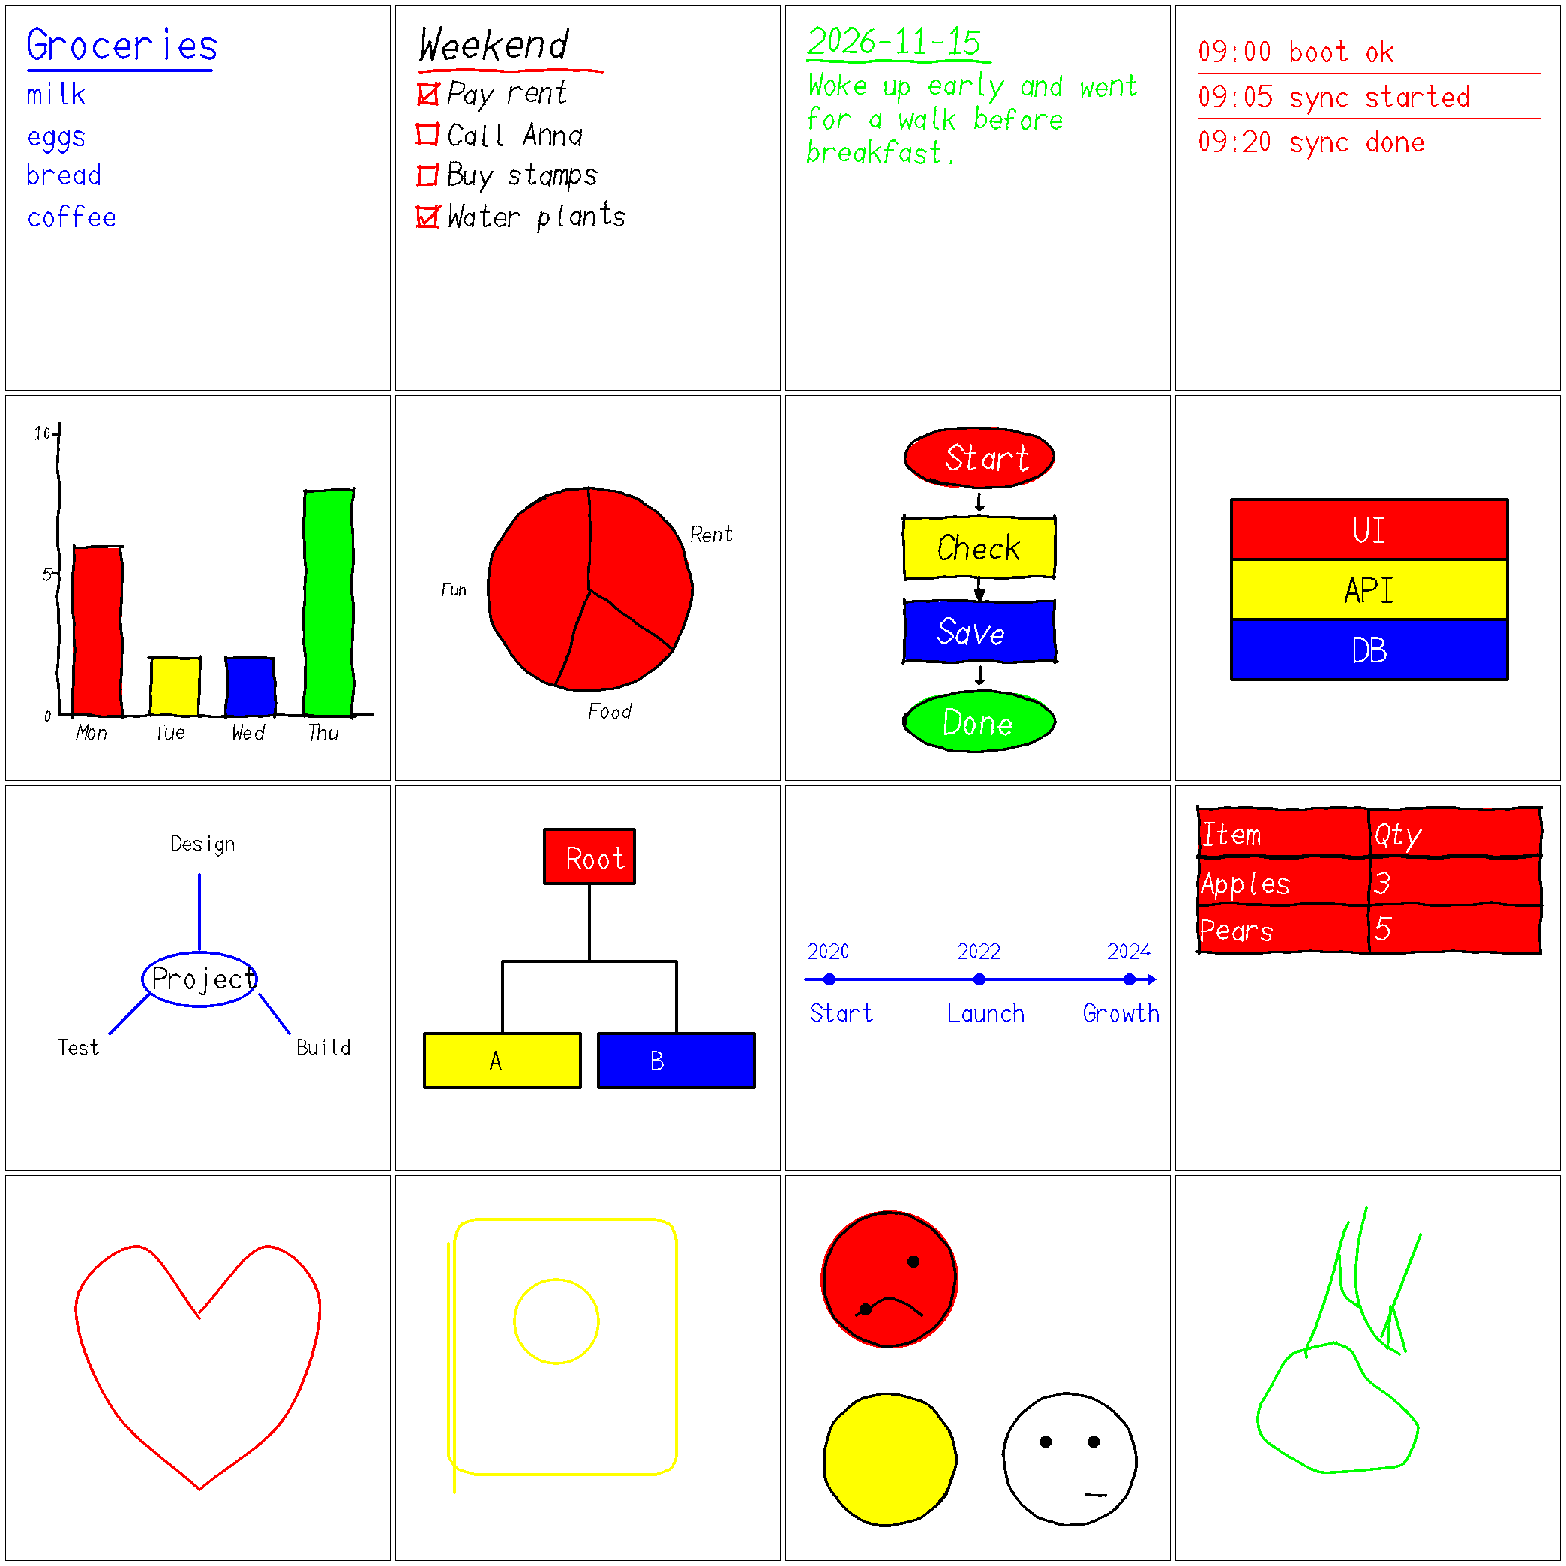 Groceries
milk
eggs
bread
coffee
Weekend
Pay rent
Call Anna
Buy stamps
Water plants
2026-11-15
Woke up early and went
for a walk before
breakfast.
09:00 boot ok
09:05 sync started
09:20 sync done
10
5
0
Mon Tue Wed Thu
Rent
Fun
Food
Start
Check
Save
Done
UI
API
DB
Design
Project
Test
Build
Root
A
B
2020 2022 2024
Start Launch Growth
Item Qty
Apples 3
Pears 5